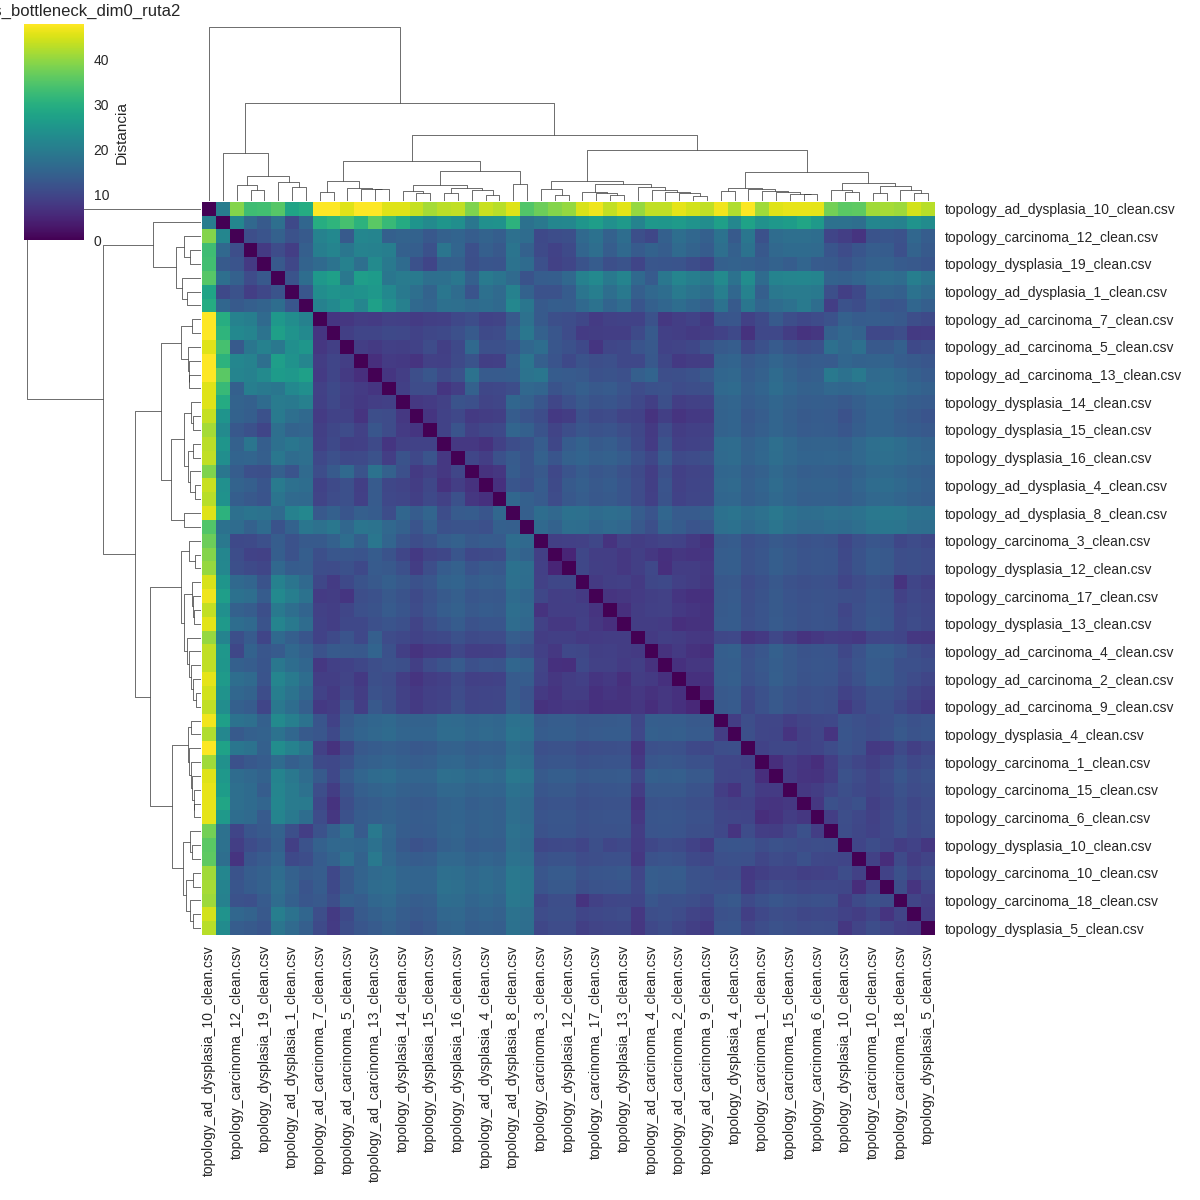 s_bottleneck_dim0_ruta2
40
30
20
10
0
Distancia
topology_ad_dysplasia_10_clean.csv
topology_carcinoma_12_clean.csv
topology_dysplasia_19_clean.csv
topology_ad_dysplasia_1_clean.csv
topology_ad_carcinoma_7_clean.csv
topology_ad_carcinoma_5_clean.csv
topology_ad_carcinoma_13_clean.csv
topology_dysplasia_14_clean.csv
topology_dysplasia_15_clean.csv
topology_dysplasia_16_clean.csv
topology_ad_dysplasia_4_clean.csv
topology_ad_dysplasia_8_clean.csv
topology_carcinoma_3_clean.csv
topology_dysplasia_12_clean.csv
topology_carcinoma_17_clean.csv
topology_dysplasia_13_clean.csv
topology_ad_carcinoma_4_clean.csv
topology_ad_carcinoma_2_clean.csv
topology_ad_carcinoma_9_clean.csv
topology_dysplasia_4_clean.csv
topology_carcinoma_1_clean.csv
topology_carcinoma_15_clean.csv
topology_carcinoma_6_clean.csv
topology_dysplasia_10_clean.csv
topology_carcinoma_10_clean.csv
topology_carcinoma_18_clean.csv
topology_dysplasia_5_clean.csv
topology_ad_dysplasia_10_clean.csv
topology_carcinoma_12_clean.csv
topology_dysplasia_19_clean.csv
topology_ad_dysplasia_1_clean.csv
topology_ad_carcinoma_7_clean.csv
topology_ad_carcinoma_5_clean.csv
topology_ad_carcinoma_13_clean.csv
topology_dysplasia_14_clean.csv
topology_dysplasia_15_clean.csv
topology_dysplasia_16_clean.csv
topology_ad_dysplasia_4_clean.csv
topology_ad_dysplasia_8_clean.csv
topology_carcinoma_3_clean.csv
topology_dysplasia_12_clean.csv
topology_carcinoma_17_clean.csv
topology_dysplasia_13_clean.csv
topology_ad_carcinoma_4_clean.csv
topology_ad_carcinoma_2_clean.csv
topology_ad_carcinoma_9_clean.csv
topology_dysplasia_4_clean.csv
topology_carcinoma_1_clean.csv
topology_carcinoma_15_clean.csv
topology_carcinoma_6_clean.csv
topology_dysplasia_10_clean.csv
topology_carcinoma_10_clean.csv
topology_carcinoma_18_clean.csv
topology_dysplasia_5_clean.csv